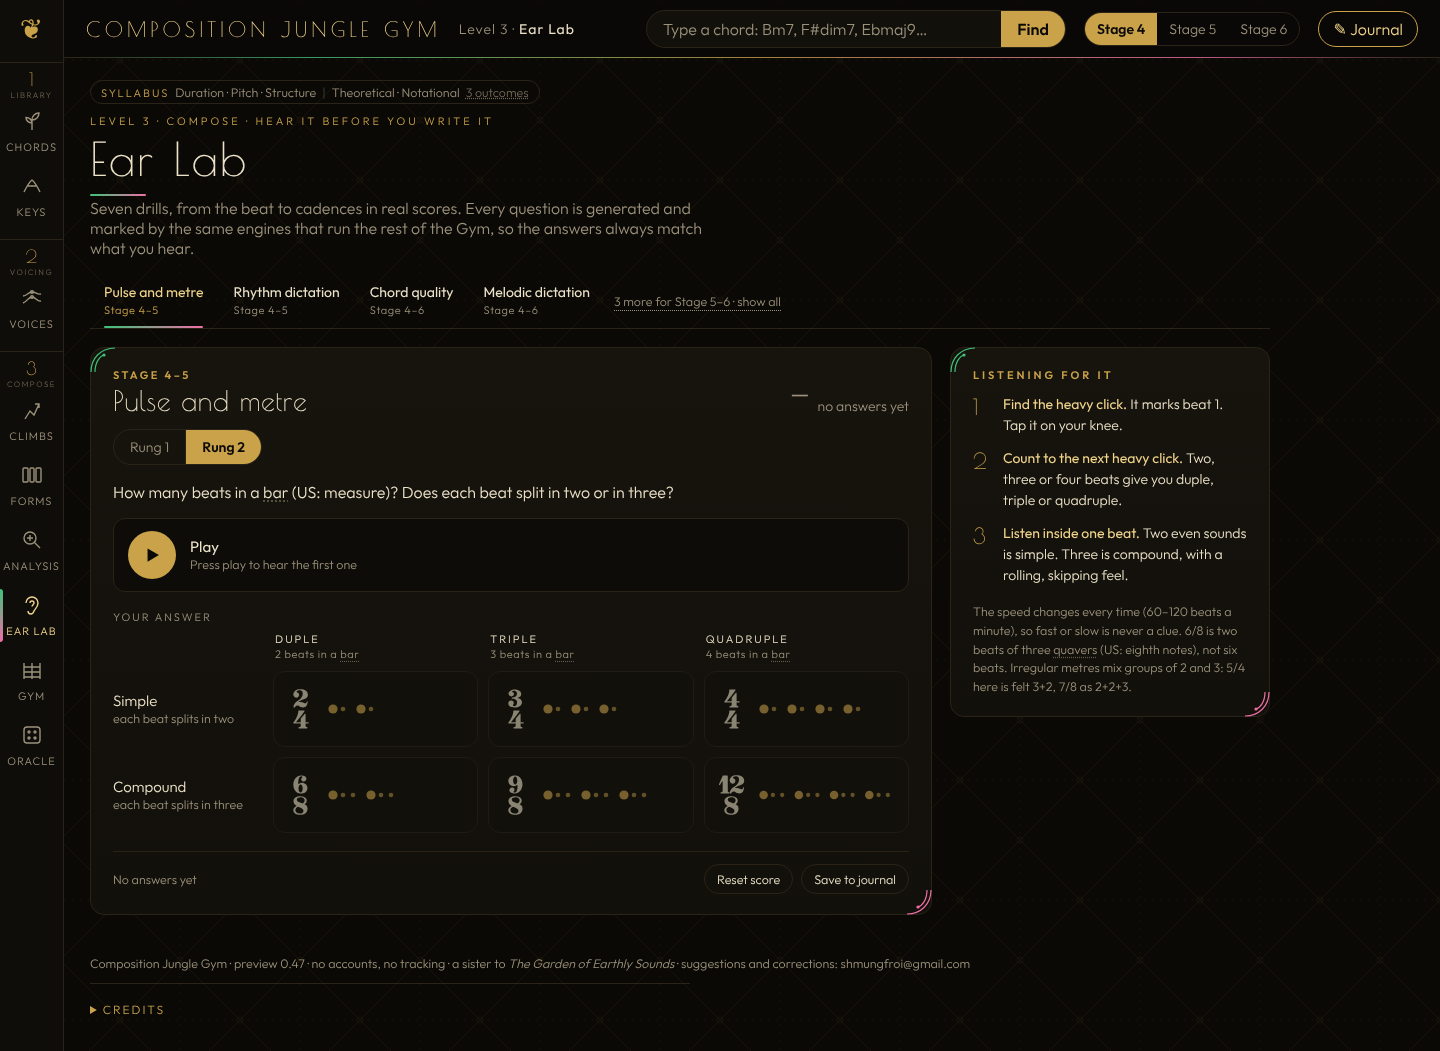 COMPOSITION JUNGLE GYM
Level 3 · Ear Lab
Type a chord: Bm7, F#dim7, Ebmaj9...
Find
Stage 4
Stage 5
Stage 6
✎ Journal
1
LIBRARY
CHORDS
KEYS
2
VOICING
VOICES
3
COMPOSE
CLIMBS
FORMS
ANALYSIS
EAR LAB
GYM
ORACLE
SYLLABUS Duration · Pitch · Structure | Theoretical · Notational 3 outcomes
LEVEL 3 · COMPOSE · HEAR IT BEFORE YOU WRITE IT
Ear Lab
Seven drills, from the beat to cadences in real scores. Every question is generated and
marked by the same engines that run the rest of the Gym, so the answers always match
what you hear.
Pulse and metre
Stage 4–5
Rhythm dictation
Stage 4–5
Chord quality
Stage 4–6
Melodic dictation
Stage 4–6
3 more for Stage 5–6 · show all
STAGE 4–5
Pulse and metre
— no answers yet
Rung 1
Rung 2
How many beats in a bar (US: measure)? Does each beat split in two or in three?
Play
Press play to hear the first one
YOUR ANSWER
DUPLE
2 beats in a bar
TRIPLE
3 beats in a bar
QUADRUPLE
4 beats in a bar
Simple
each beat splits in two
2
4
3
4
4
4
Compound
each beat splits in three
6
8
9
8
12
8
No answers yet
Reset score
Save to journal
LISTENING FOR IT
1 Find the heavy click. It marks beat 1.
Tap it on your knee.
2 Count to the next heavy click. Two,
three or four beats give you duple,
triple or quadruple.
3 Listen inside one beat. Two even sounds
is simple. Three is compound, with a
rolling, skipping feel.
The speed changes every time (60–120 beats a
minute), so fast or slow is never a clue. 6/8 is two
beats of three quavers (US: eighth notes), not six
beats. Irregular metres mix groups of 2 and 3: 5/4
here is felt 3+2, 7/8 as 2+2+3.
Composition Jungle Gym · preview 0.47 · no accounts, no tracking · a sister to The Garden of Earthly Sounds · suggestions and corrections: shmungfroi@gmail.com
▶ CREDITS